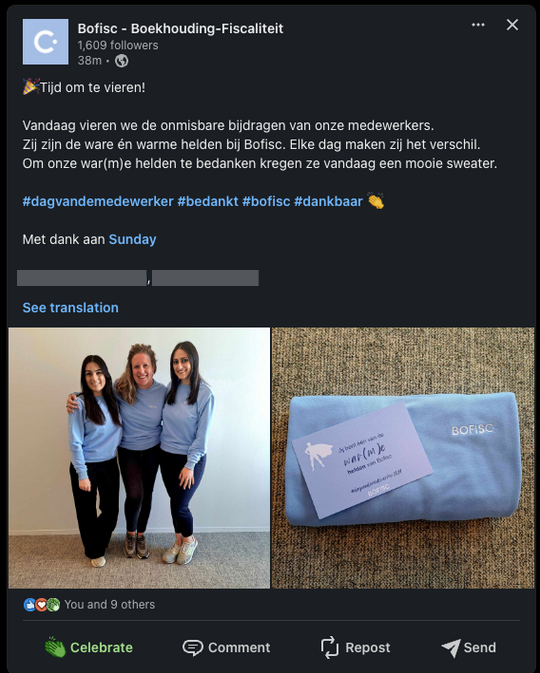 Bofisc - Boekhouding-Fiscaliteit
1,609 followers
38m •
🎉Tijd om te vieren!
Vandaag vieren we de onmisbare bijdragen van onze medewerkers.
Zij zijn de ware én warme helden bij Bofisc. Elke dag maken zij het verschil.
Om onze war(m)e helden te bedanken kregen ze vandaag een mooie sweater.
#dagvandemedewerker #bedankt #bofisc #dankbaar 👏
Met dank aan Sunday
,
See translation
BOFISC
Jij bent één van de
war(m)e
helden van Bofisc
BOFISC
You and 9 others
Celebrate
Comment
Repost
Send